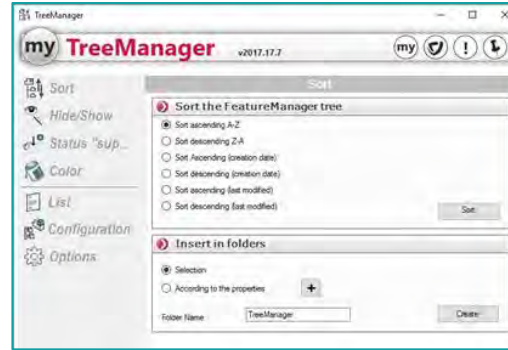 TreeManager
my TreeManager v2017.17.7 my
Sort
Sort
Hide/Show
Status "sup...
Color
List
Configuration
Options
Sort the FeatureManager tree
Sort ascending A-Z
Sort descending Z-A
Sort Ascending (creation date)
Sort descending (creation date)
Sort ascending (last modified)
Sort descending (last modified)
Sort
Insert in folders
Selection
According to the properties +
Folder Name TreeManager Create